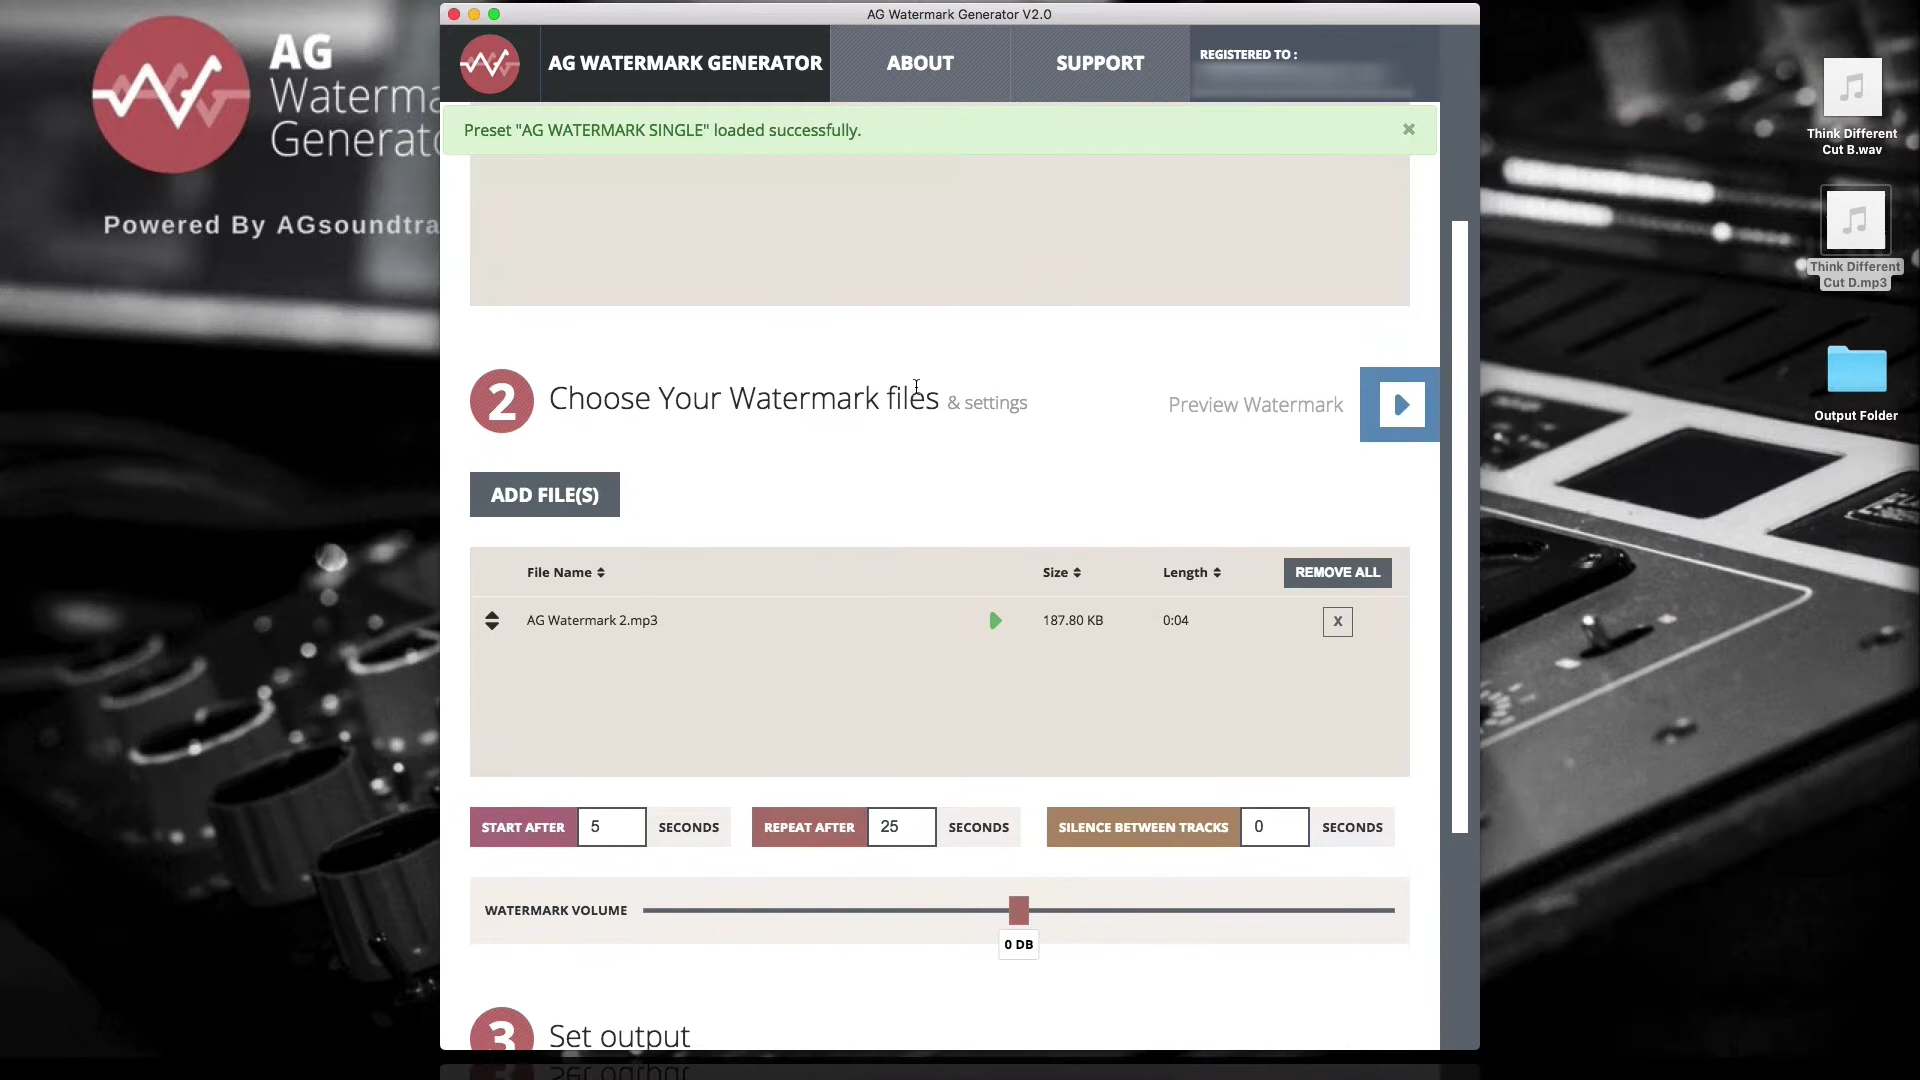 AG Watermark Generator V2.0
AG
Generator
Powered By AGsoundtra
AG WATERMARK GENERATOR
ABOUT
SUPPORT
REGISTERED TO :
Preset "AG WATERMARK SINGLE" loaded successfully.
×
2
Choose Your Watermark files & settings
Preview Watermark
ADD FILE(S)
File Name
Size
Length
REMOVE ALL
AG Watermark 2.mp3
187.80 KB
0:04
X
START AFTER 5 SECONDS
REPEAT AFTER 25 SECONDS
SILENCE BETWEEN TRACKS 0 SECONDS
WATERMARK VOLUME
0 DB
3
Set output
Think Different
Cut B.wav
Think Different
Cut D.mp3
Output Folder